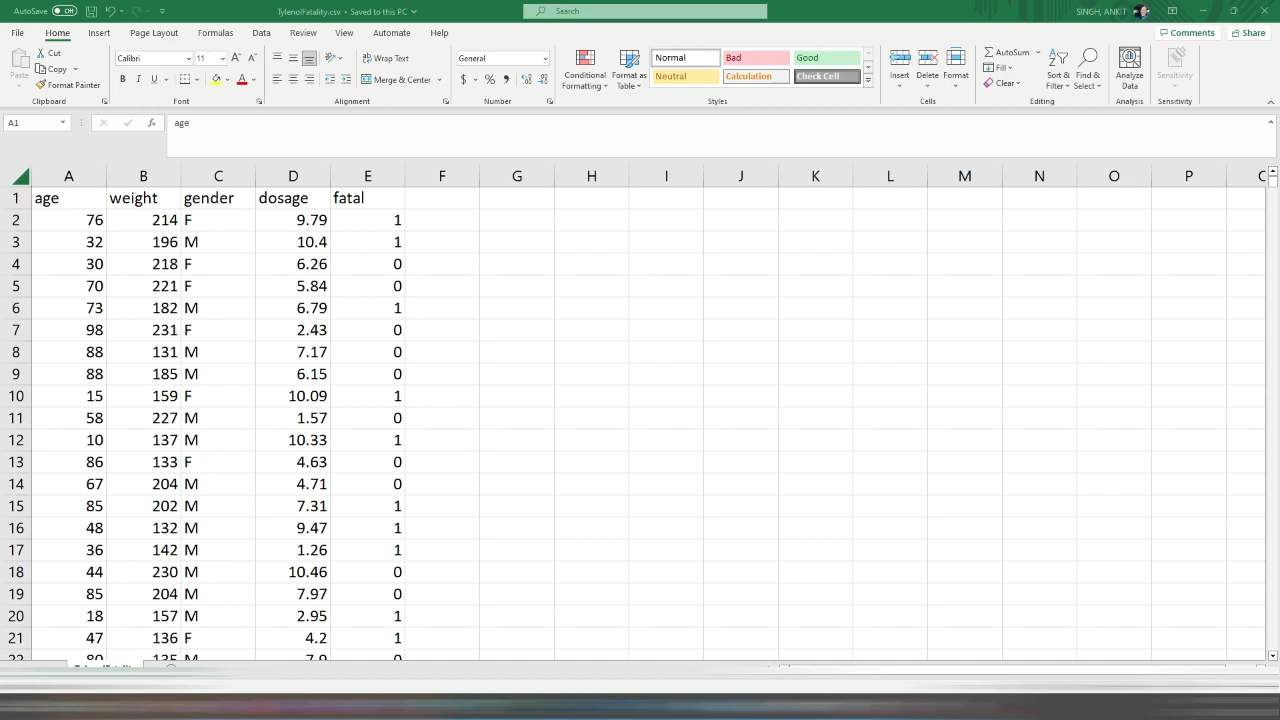 AutoSave Off TylenolFatality.csv • Saved to this PC Search SINGH, ANKIT
File Home Insert Page Layout Formulas Data Review View Automate Help Comments Share
Paste Cut Copy Format Painter Clipboard
Calibri 11 A A B I U A Font
Wrap Text Merge & Center Alignment
General $ % Number
Conditional Formatting Format as Table Normal Bad Good Neutral Calculation Check Cell Styles
Insert Delete Format Cells
AutoSum Fill Clear Sort & Filter Find & Select Editing
Analyze Data Analysis
Sensitivity Sensitivity
A1 fx age
A B C D E F G H I J K L M N O P
1 age weight gender dosage fatal
2 76 214 F 9.79 1
3 32 196 M 10.4 1
4 30 218 F 6.26 0
5 70 221 F 5.84 0
6 73 182 M 6.79 1
7 98 231 F 2.43 0
8 88 131 M 7.17 0
9 88 185 M 6.15 0
10 15 159 F 10.09 1
11 58 227 M 1.57 0
12 10 137 M 10.33 1
13 86 133 F 4.63 0
14 67 204 M 4.71 0
15 85 202 M 7.31 1
16 48 132 M 9.47 1
17 36 142 M 1.26 1
18 44 230 M 10.46 0
19 85 204 M 7.97 0
20 18 157 M 2.95 1
21 47 136 F 4.2 1